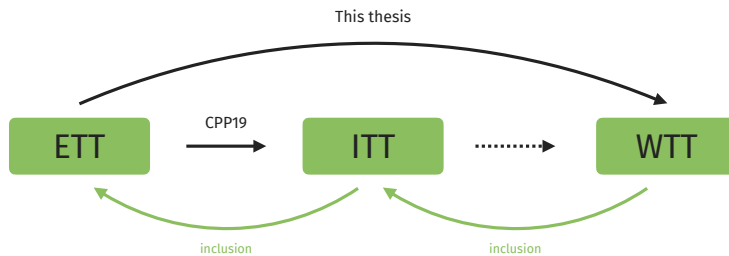 This thesis
CPP19
ETT
ITT
WTT
inclusion
inclusion